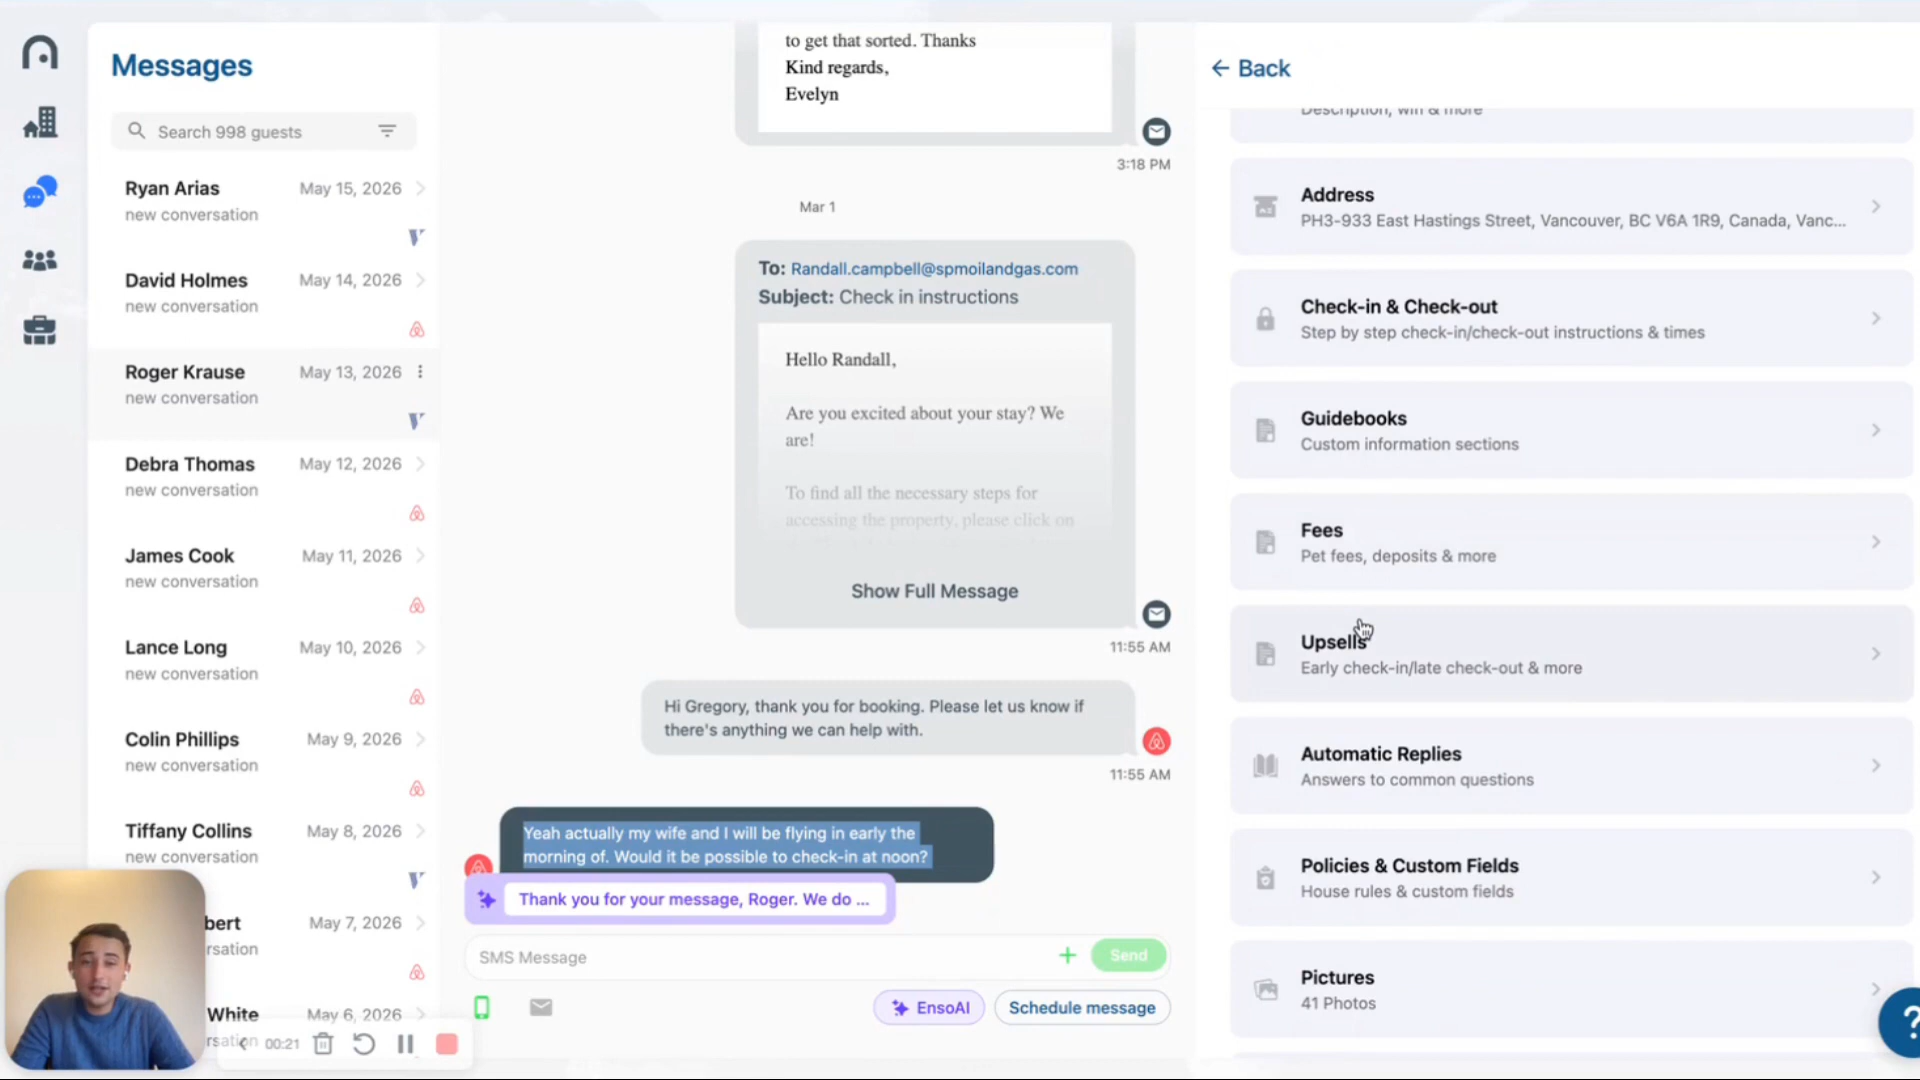 Messages
Search 998 guests
Ryan Arias May 15, 2026
new conversation
David Holmes May 14, 2026
new conversation
Roger Krause May 13, 2026
new conversation
Debra Thomas May 12, 2026
new conversation
James Cook May 11, 2026
new conversation
Lance Long May 10, 2026
new conversation
Colin Phillips May 9, 2026
new conversation
Tiffany Collins May 8, 2026
new conversation
bert May 7, 2026
rsation
White May 6, 2026
rsatio
00:21
to get that sorted. Thanks
Kind regards,
Evelyn
3:18 PM
Mar 1
To: Randall.campbell@spmoilandgas.com
Subject: Check in instructions
Hello Randall,
Are you excited about your stay? We
are!
To find all the necessary steps for
accessing the property, please click on
Show Full Message
11:55 AM
Hi Gregory, thank you for booking. Please let us know if
there's anything we can help with.
11:55 AM
Yeah actually my wife and I will be flying in early the
morning of. Would it be possible to check-in at noon?
Thank you for your message, Roger. We do ...
SMS Message
Send
EnsoAI
Schedule message
Back
Description, wifi & more
Address
PH3-933 East Hastings Street, Vancouver, BC V6A 1R9, Canada, Vanc...
Check-in & Check-out
Step by step check-in/check-out instructions & times
Guidebooks
Custom information sections
Fees
Pet fees, deposits & more
Upsells
Early check-in/late check-out & more
Automatic Replies
Answers to common questions
Policies & Custom Fields
House rules & custom fields
Pictures
41 Photos
?